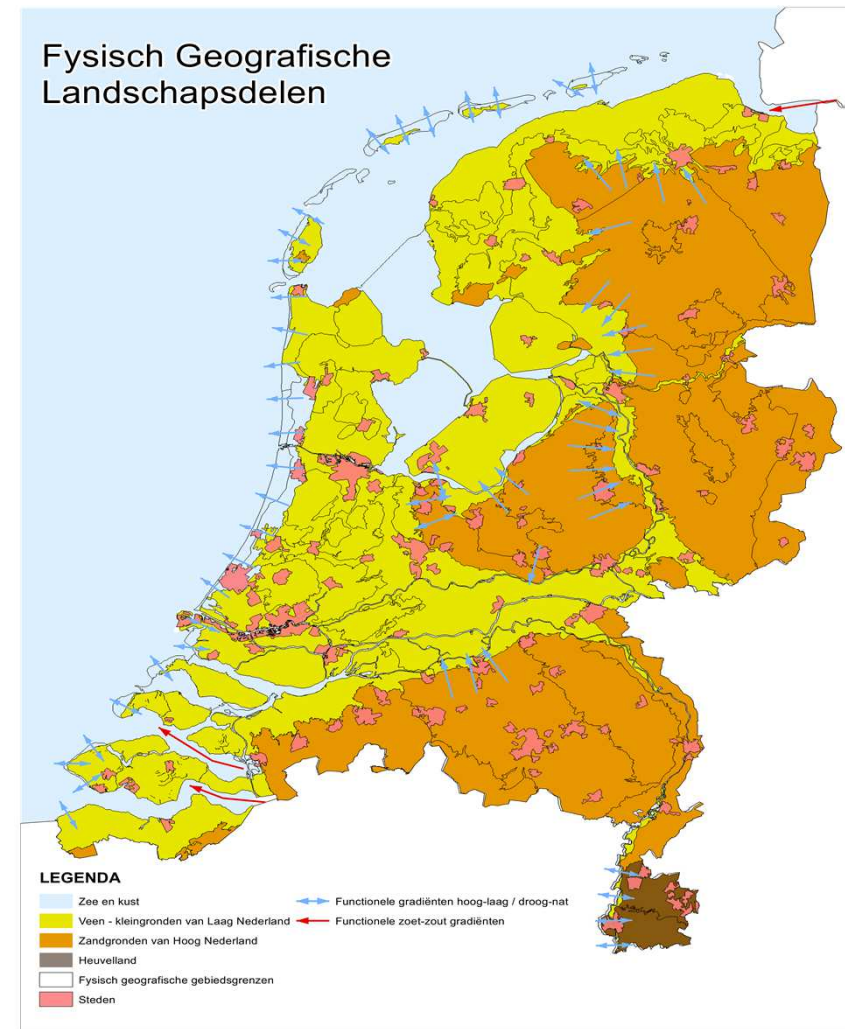 Fysisch Geografische
Landschapsdelen
LEGENDA
Zee en kust
Functionele gradiënten hoog-laag / droog-nat
Veen - kleingronden van Laag Nederland
Functionele zoet-zout gradiënten
Zandgronden van Hoog Nederland
Heuvelland
Fysisch geografische gebiedsgrenzen
Steden